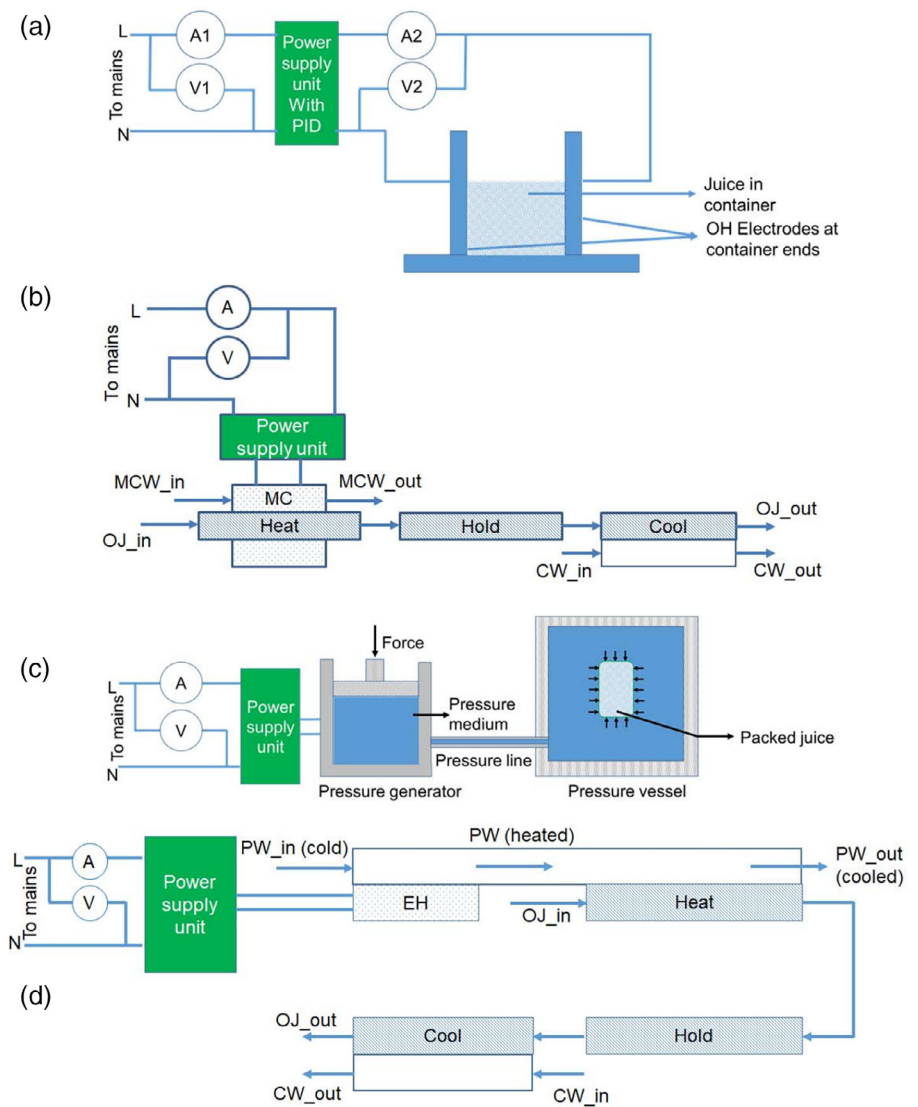 (a)
L
A1
A2
Power
supply
unit
With
PID
V1
V2
To mains
N
Juice in
container
OH Electrodes at
container ends
(b)
L
A
V
To mains
N
Power
supply unit
MCW_in
MC
MCW_out
OJ_in
Heat
Hold
Cool
OJ_out
CW_in
CW_out
(c)
Force
L
A
V
To mains
N
Power
supply
unit
Pressure
medium
Pressure line
Pressure generator
Packed juice
Pressure vessel
L
A
V
To mains
N
Power
supply
unit
PW_in (cold)
PW (heated)
PW_out
(cooled)
EH
OJ_in
Heat
(d)
OJ_out
Cool
Hold
CW_out
CW_in